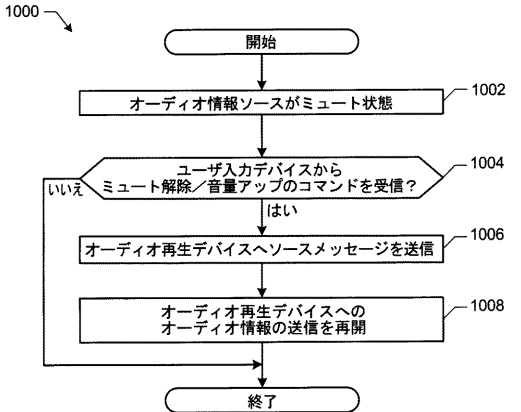 1000
開始
オーディオ情報ソースがミュート状態
1002
ユーザ入力デバイスから
ミュート解除／音量アップのコマンドを受信？
1004
いいえ
はい
オーディオ再生デバイスへソースメッセージを送信
1006
オーディオ再生デバイスへの
オーディオ情報の送信を再開
1008
終了